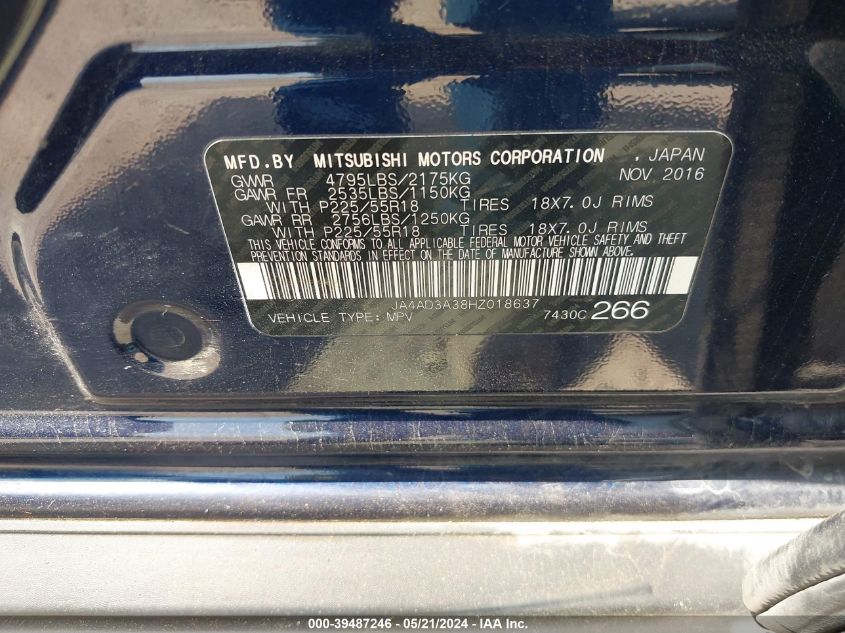 MFD.BY MITSUBISHI MOTORS CORPORATION , JAPAN
GVWR 4795LBS/2175KG NOV 2016
GAWR FR 2535LBS/1150KG
WITH P225/55R18 TIRES 18X7.0J RIMS
GAWR RR 2756LBS/1250KG
WITH P225/55R18 TIRES 18X7.0J RIMS
THIS VEHICLE CONFORMS TO ALL APPLICABLE FEDERAL MOTOR VEHICLE SAFETY AND THEFT
PREVENTION STANDARDS IN EFFECT ON THE DATE OF MANUFACTURE SHOWN ABOVE.
JA4AD3A38HZ018637
VEHICLE TYPE:MPV 7430C 266
000-39487246 - 05/21/2024 - IAA Inc.